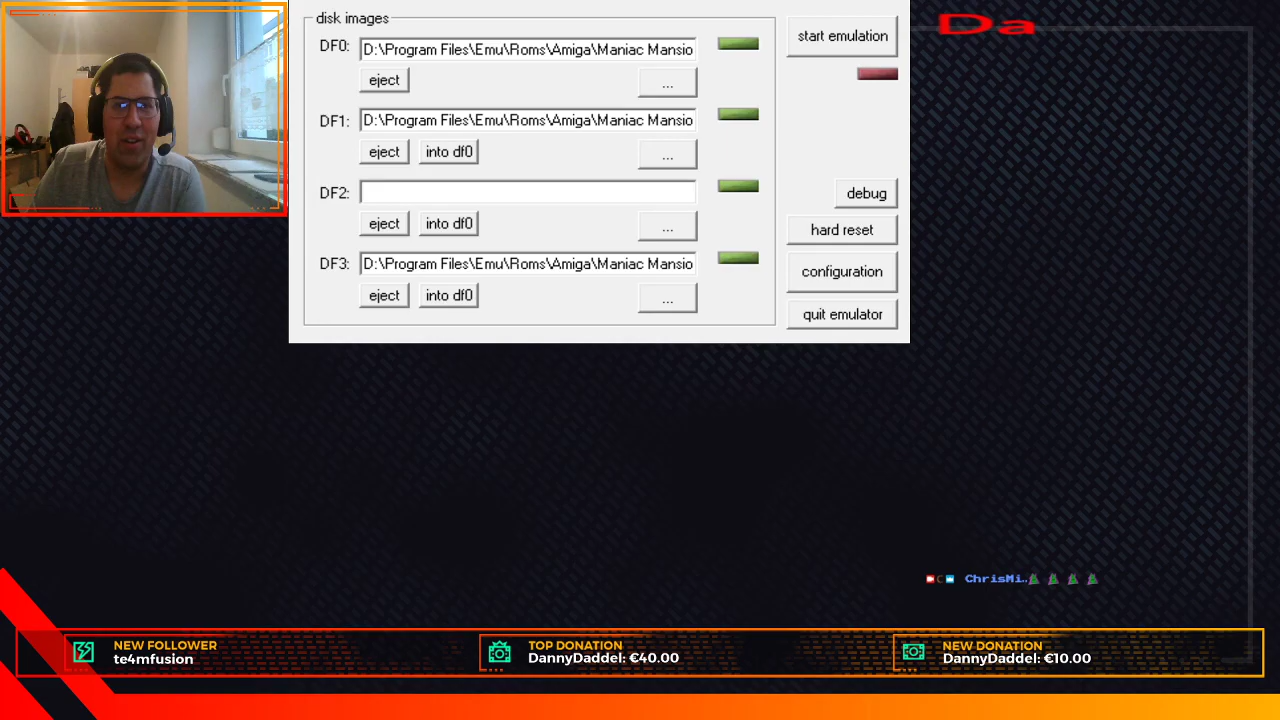 Da
disk images
DF0: D:\Program Files\Emu\Roms\Amiga\Maniac Mansio
start emulation
eject ...
DF1: D:\Program Files\Emu\Roms\Amiga\Maniac Mansio
eject into df0 ...
DF2:
debug
eject into df0 ...
hard reset
DF3: D:\Program Files\Emu\Roms\Amiga\Maniac Mansio
configuration
eject into df0 ...
quit emulator
ChrisMi..
NEW FOLLOWER
te4mfusion
TOP DONATION
DannyDaddel: €40.00
NEW DONATION
DannyDaddel: €10.00